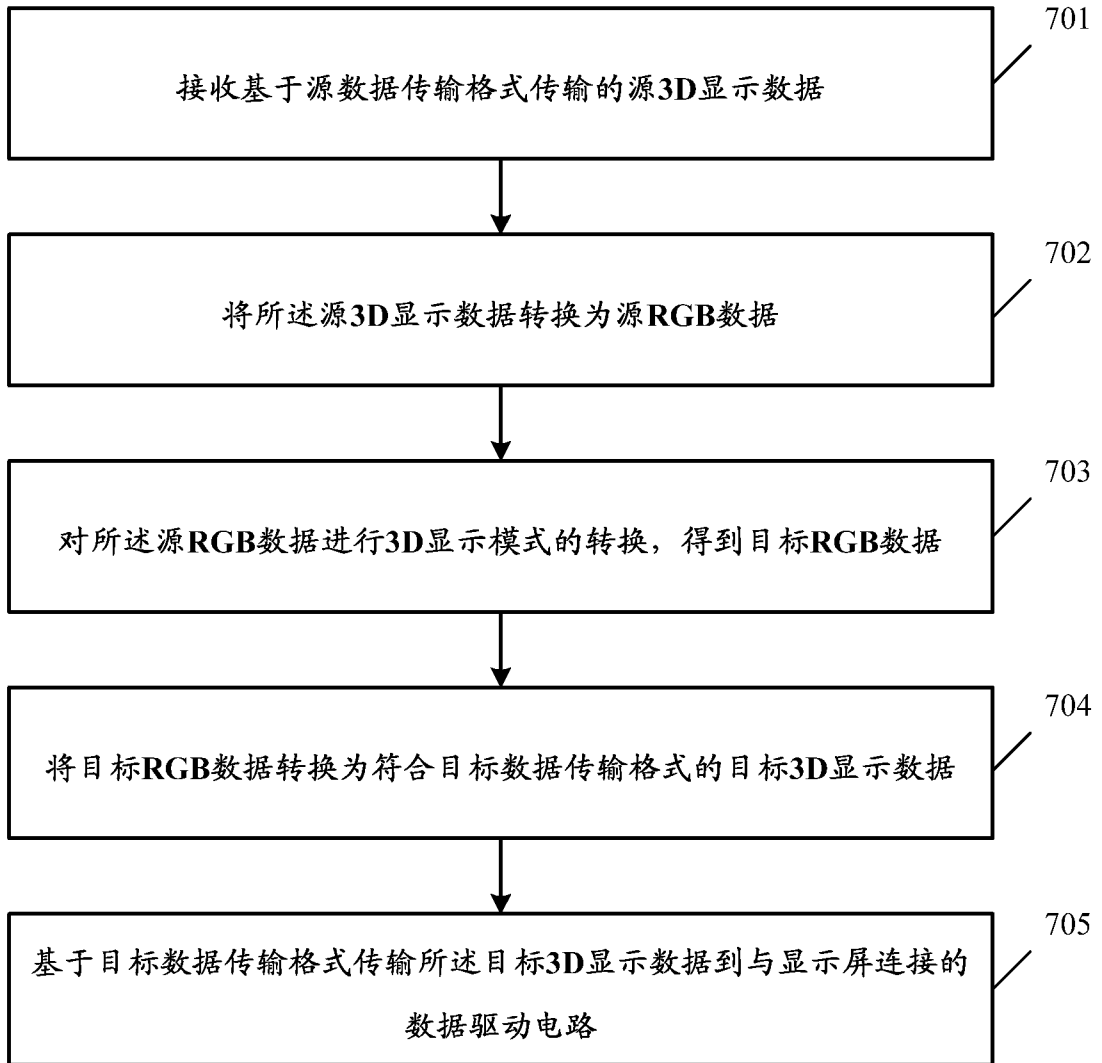 701
接收基于源数据传输格式传输的源3D显示数据
702
将所述源3D显示数据转换为源RGB数据
703
对所述源RGB数据进行3D显示模式的转换，得到目标RGB数据
704
将目标RGB数据转换为符合目标数据传输格式的目标3D显示数据
705
基于目标数据传输格式传输所述目标3D显示数据到与显示屏连接的
数据驱动电路